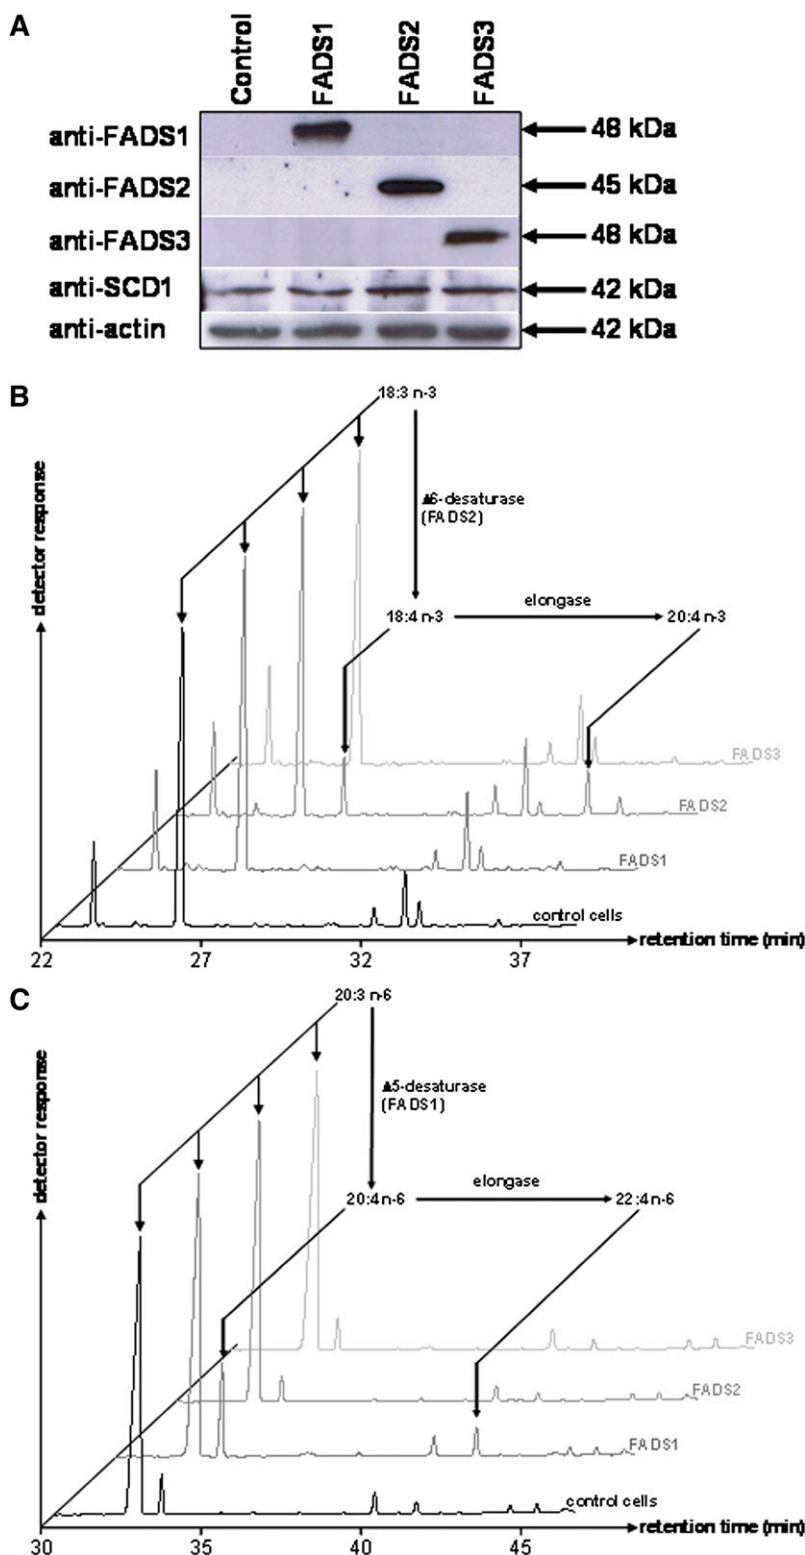 A
Control
FADS1
FADS2
FADS3
anti-FADS1
48 kDa
anti-FADS2
45 kDa
anti-FADS3
48 kDa
anti-SCD1
42 kDa
anti-actin
42 kDa
B
18:3 n-3
Δ6-desaturase
(FADS2)
detector response
18:4 n-3
elongase
20:4 n-3
FADS3
FADS2
FADS1
control cells
22
27
32
37
retention time (min)
C
20:3 n-6
Δ5-desaturase
(FADS1)
detector response
20:4 n-6
elongase
22:4 n-6
FADS3
FADS2
FADS1
control cells
30
35
40
45
retention time (min)